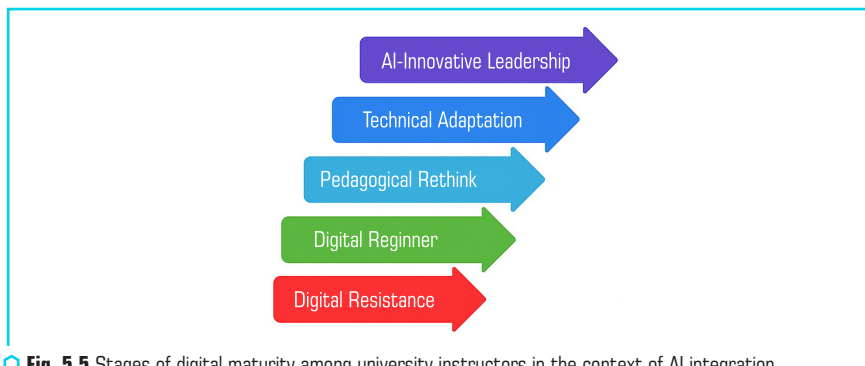 AI-Innovative Leadership
Technical Adaptation
Pedagogical Rethink
Digital Reginner
Digital Resistance
Fig. 5.5 Stages of digital maturity among university instructors in the context of AI integration